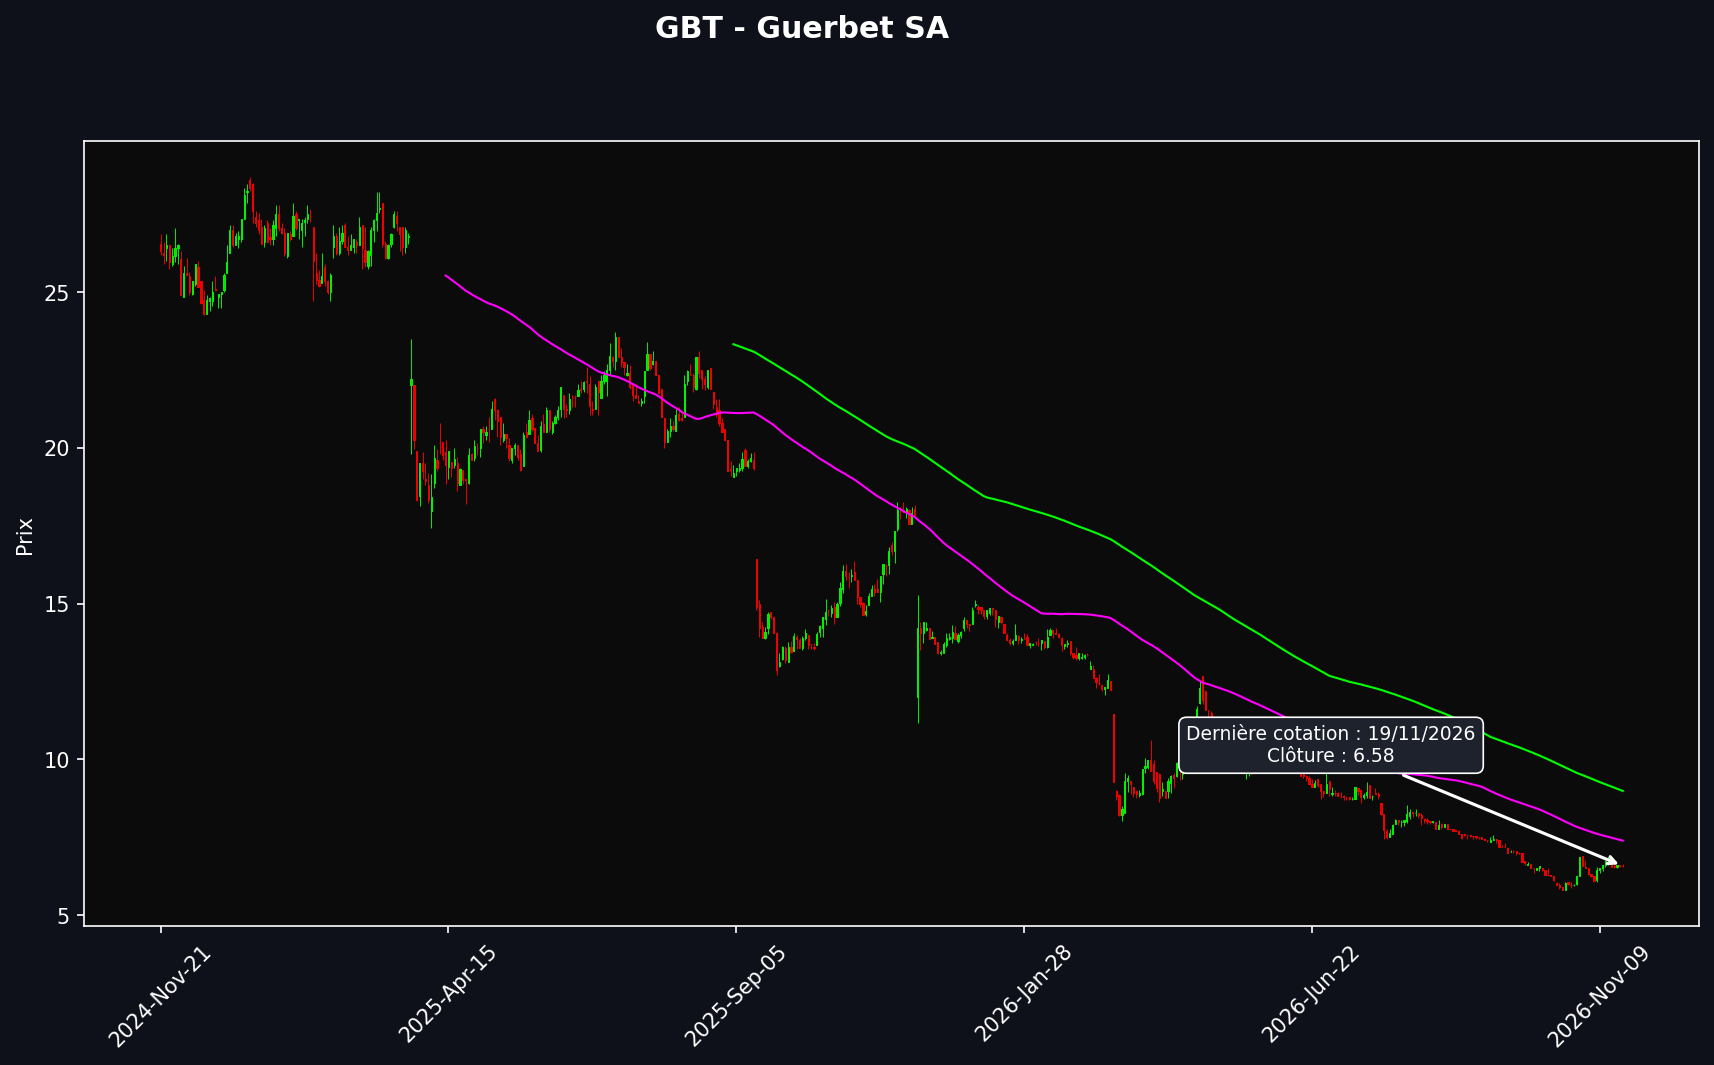 GBT - Guerbet SA
Prix
25
20
15
10
5
Dernière cotation : 19/11/2026
Clôture : 6.58
2024-Nov-21
2025-Apr-15
2025-Sep-05
2026-Jan-28
2026-Jun-22
2026-Nov-09